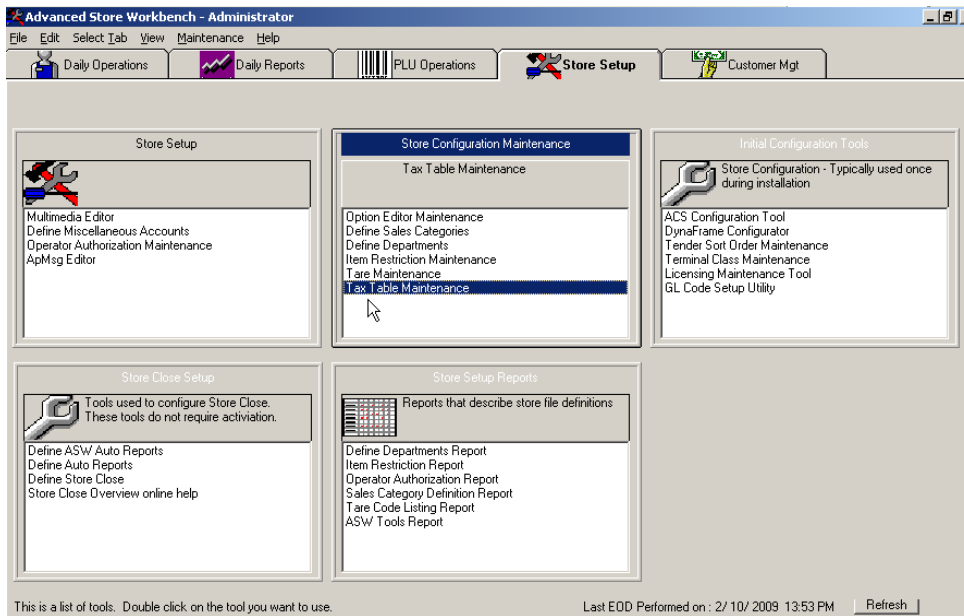 Advanced Store Workbench - Administrator
File Edit Select Tab View Maintenance Help
Daily Operations
Daily Reports
PLU Operations
Store Setup
Customer Mgt
Store Setup
Multimedia Editor
Define Miscellaneous Accounts
Operator Authorization Maintenance
ApMsg Editor
Store Configuration Maintenance
Tax Table Maintenance
Option Editor Maintenance
Define Sales Categories
Define Departments
Item Restriction Maintenance
Tare Maintenance
Tax Table Maintenance
Initial Configuration Tools
Store Configuration - Typically used once
during installation
ACS Configuration Tool
DynaFrame Configurator
Tender Sort Order Maintenance
Terminal Class Maintenance
Licensing Maintenance Tool
GL Code Setup Utility
Store Close Setup
Tools used to configure Store Close.
These tools do not require activiation.
Define ASW Auto Reports
Define Auto Reports
Define Store Close
Store Close Overview online help
Store Setup Reports
Reports that describe store file definitions
Define Departments Report
Item Restriction Report
Operator Authorization Report
Sales Category Definition Report
Tare Code Listing Report
ASW Tools Report
This is a list of tools. Double click on the tool you want to use.
Last EOD Performed on : 2/ 10/ 2009 13:53 PM
Refresh